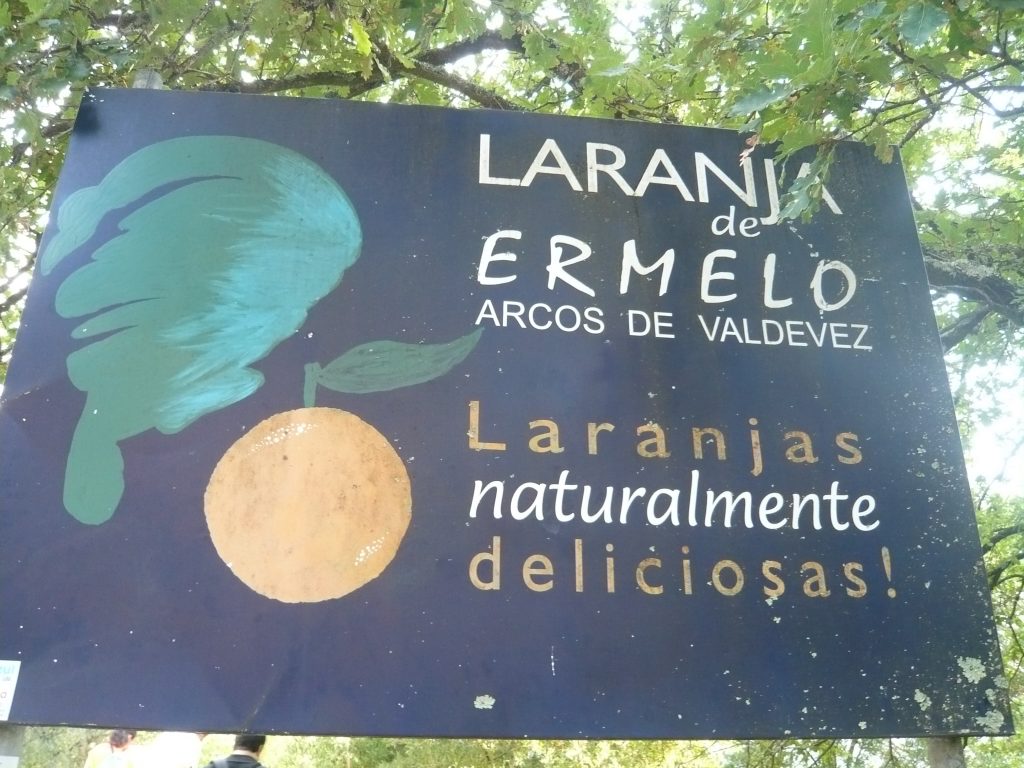 LARANJA
de
ERMELO
ARCOS DE VALDEVEZ
Laranjas
naturalmente
deliciosas!